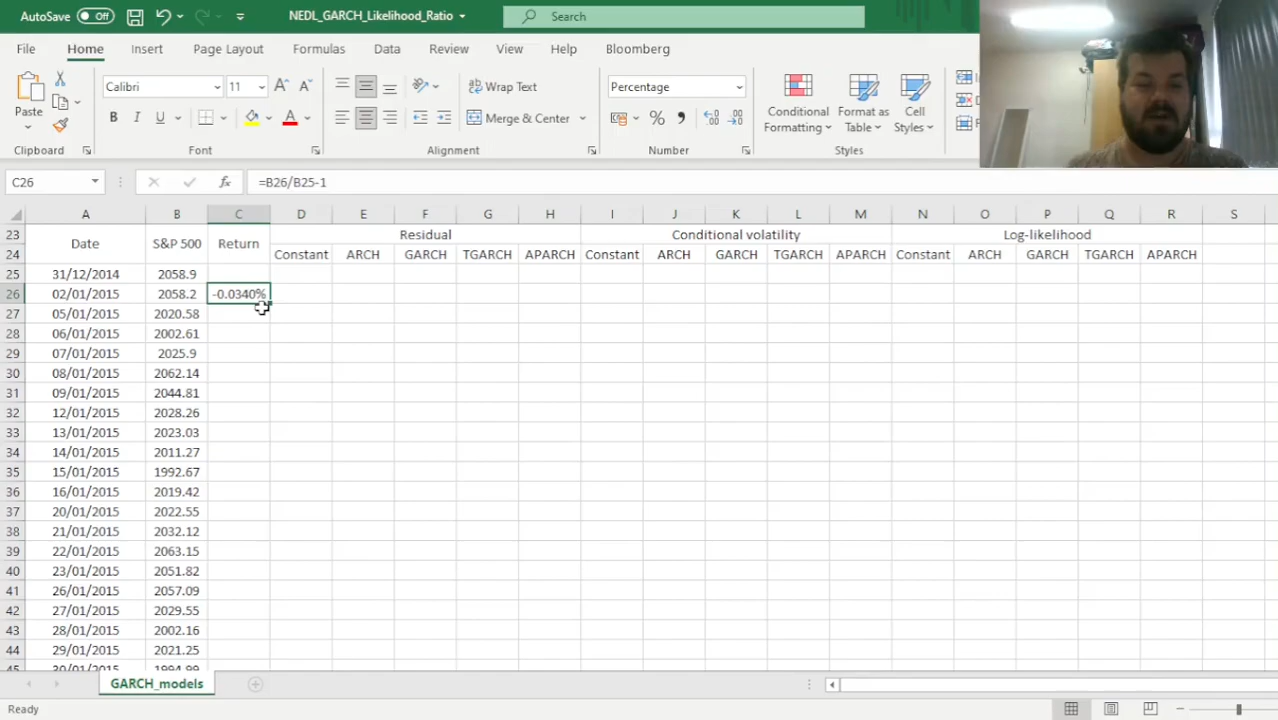 AutoSave Off NEDL_GARCH_Likelihood_Ratio Search
File Home Insert Page Layout Formulas Data Review View Help Bloomberg
Paste Calibri 11 Wrap Text Percentage Conditional Formatting Format as Table Cell Styles
B I U A Merge & Center %
Clipboard Font Alignment Number Styles
C26 fx =B26/B25-1
A B C D E F G H I J K L M N O P Q R S
23 Date S&P 500 Return Residual Conditional volatility Log-likelihood
24 Constant ARCH GARCH TGARCH APARCH Constant ARCH GARCH TGARCH APARCH Constant ARCH GARCH TGARCH APARCH
25 31/12/2014 2058.9
26 02/01/2015 2058.2 -0.0340%
27 05/01/2015 2020.58
28 06/01/2015 2002.61
29 07/01/2015 2025.9
30 08/01/2015 2062.14
31 09/01/2015 2044.81
32 12/01/2015 2028.26
33 13/01/2015 2023.03
34 14/01/2015 2011.27
35 15/01/2015 1992.67
36 16/01/2015 2019.42
37 20/01/2015 2022.55
38 21/01/2015 2032.12
39 22/01/2015 2063.15
40 23/01/2015 2051.82
41 26/01/2015 2057.09
42 27/01/2015 2029.55
43 28/01/2015 2002.16
44 29/01/2015 2021.25
45 30/01/2015 1994.99
GARCH_models
Ready